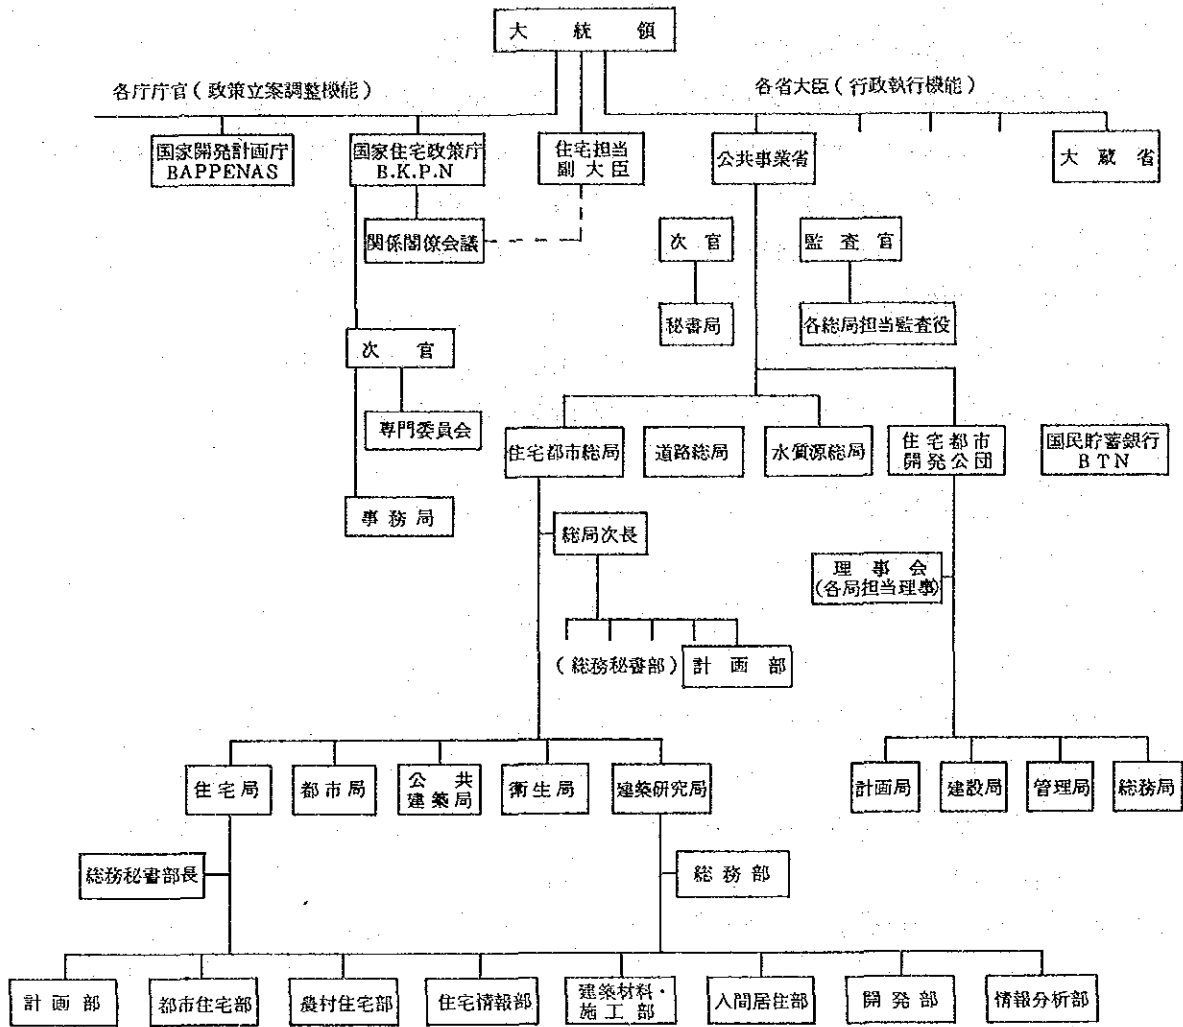 大統領
各庁庁官(政策立案調整機能)
各省大臣(行政執行機能)
国家開発計画庁
BAPPENAS
国家住宅政策庁
B.K.P.N
住宅担当
副大臣
公共事業省
大蔵省
関係閣僚会議
次官
監査官
秘書局
各総局担当監査役
次官
専門委員会
住宅都市総局
道路総局
水質源総局
住宅都市
開発公団
国民貯蓄銀行
BTN
事務局
総局次長
理事会
(各局担当理事)
(総務秘書部)
計画部
住宅局
都市局
公共
建築局
衛生局
建築研究局
計画局
建設局
管理局
総務局
総務秘書部長
総務部
計画部
都市住宅部
農村住宅部
住宅情報部
建築材料・
施工部
人間居住部
開発部
情報分析部